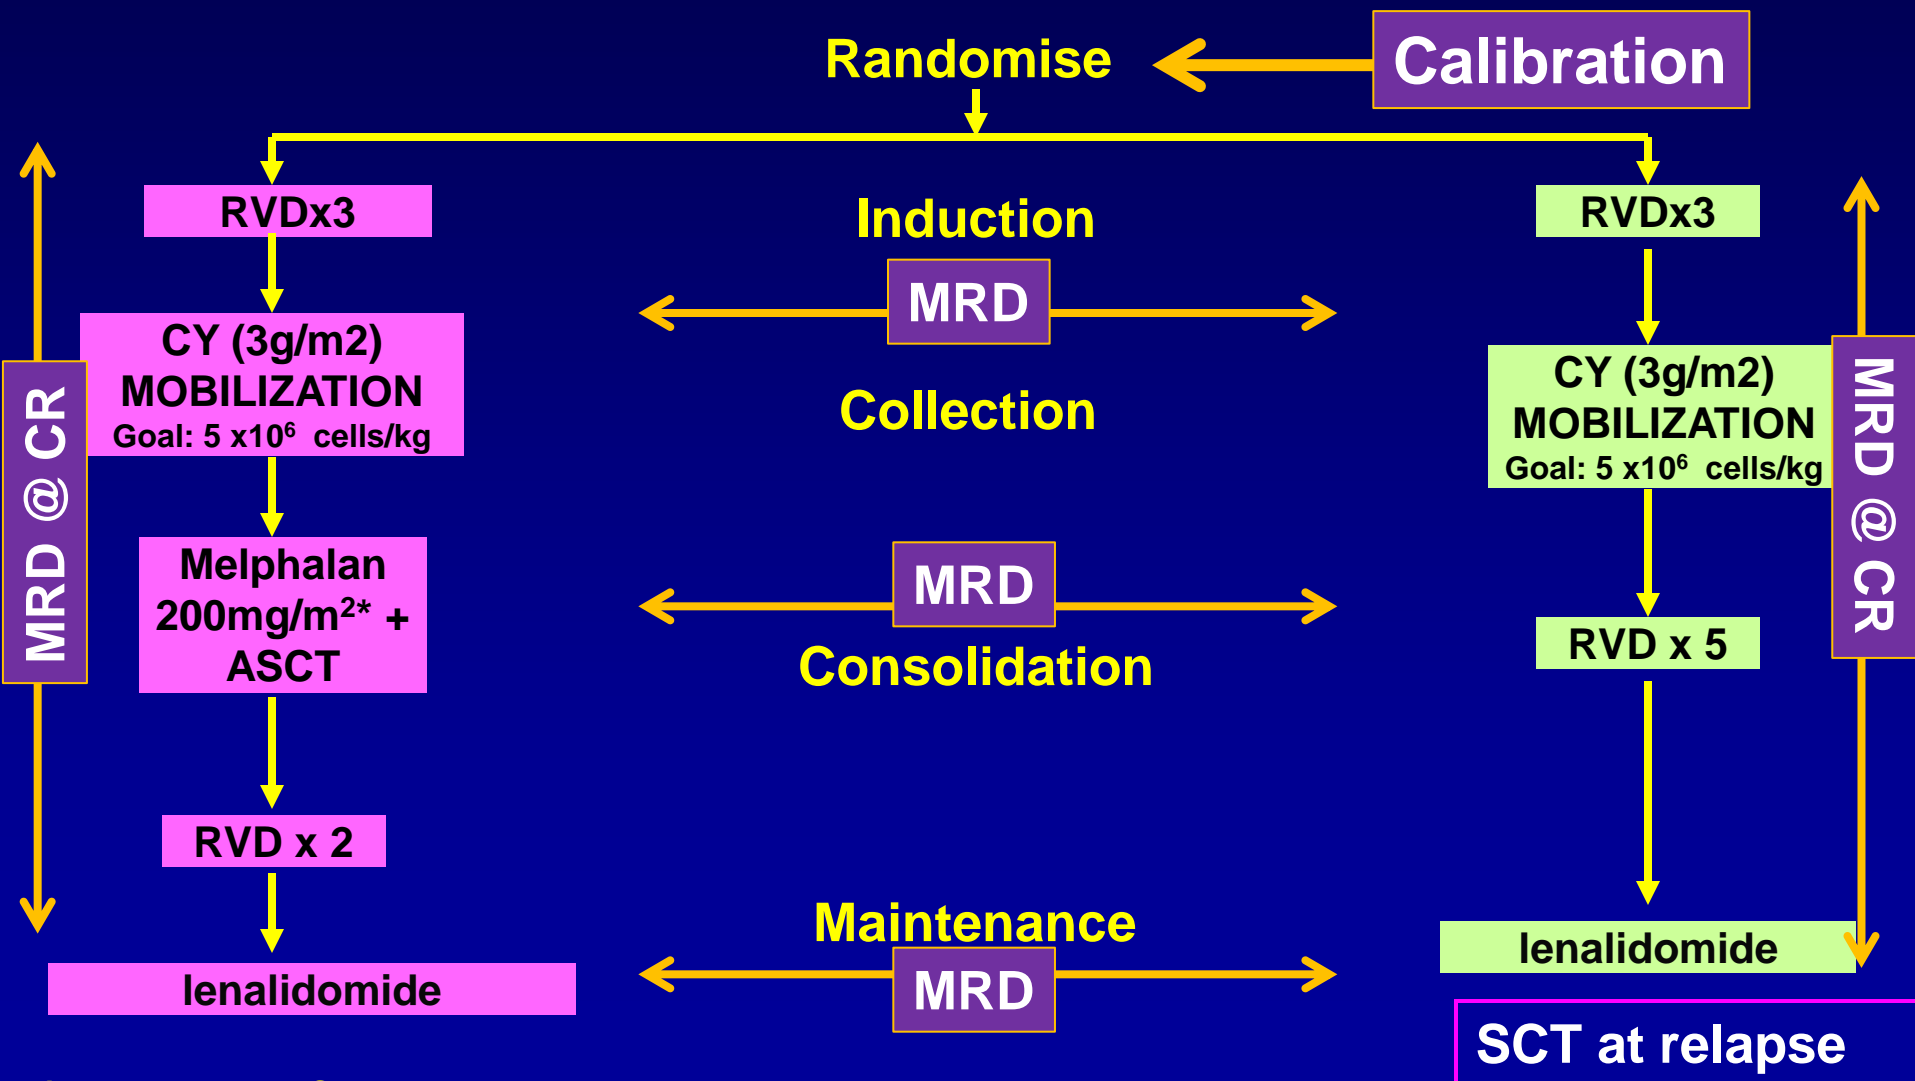 Randomise
Calibration
RVDx3
Induction
RVDx3
MRD
CY (3g/m2)
MOBILIZATION
Goal: 5 x10⁶ cells/kg
Collection
CY (3g/m2)
MOBILIZATION
Goal: 5 x10⁶ cells/kg
MRD @ CR
MRD @ CR
Melphalan
200mg/m²* +
ASCT
MRD
Consolidation
RVD x 5
RVD x 2
Maintenance
lenalidomide
MRD
lenalidomide
SCT at relapse